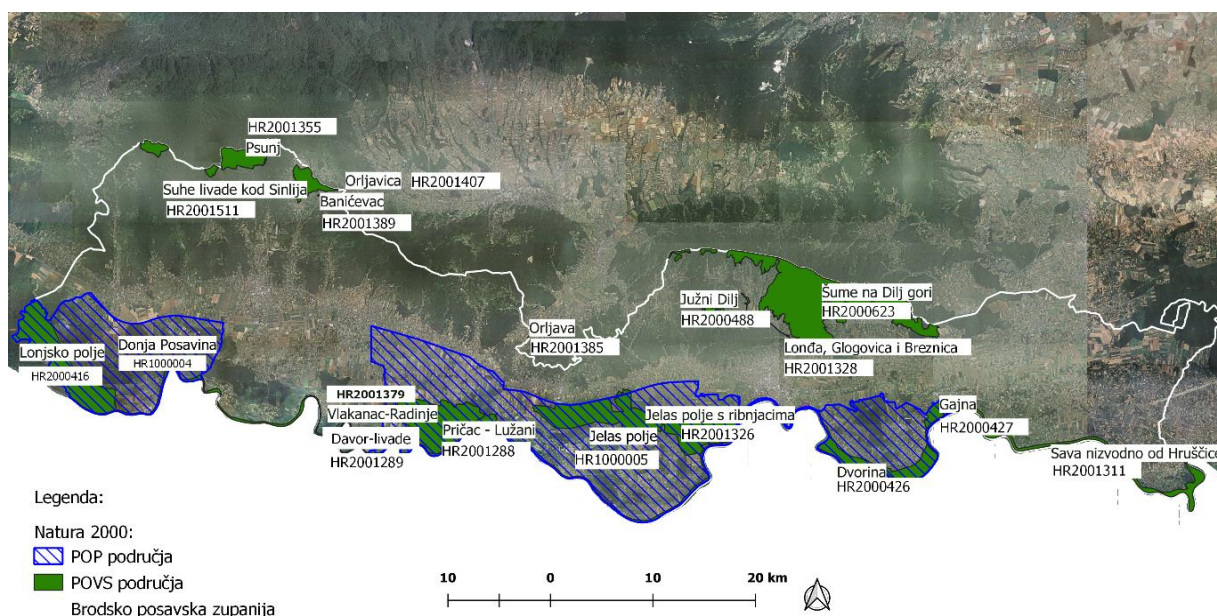 HR2001355
Psunj
Suhe livade kod Sinlija
HR2001511
Orljavica
HR2001407
Banićevac
HR2001389
Lonjsko polje
HR2000416
Donja Posavina
HR1000004
Orljava
HR2001385
Južni Dilj
HR2000488
Šume na Dilj gori
HR2000623
Lonđa, Glogovica i Breznica
HR2001328
HR2001379
Vlakanac-Radinje
Davor-livade
HR2001289
Pričac - Lužani
HR2001288
Jelas polje
HR1000005
Jelas polje s ribnjacima
HR2001326
Gajna
HR2000427
Dvorina
HR2000426
Sava nizvodno od Hruščice
HR2001311
Legenda:
Natura 2000:
POP područja
POVS područja
Brodsko posavska zupanija
10 0 10 20 km